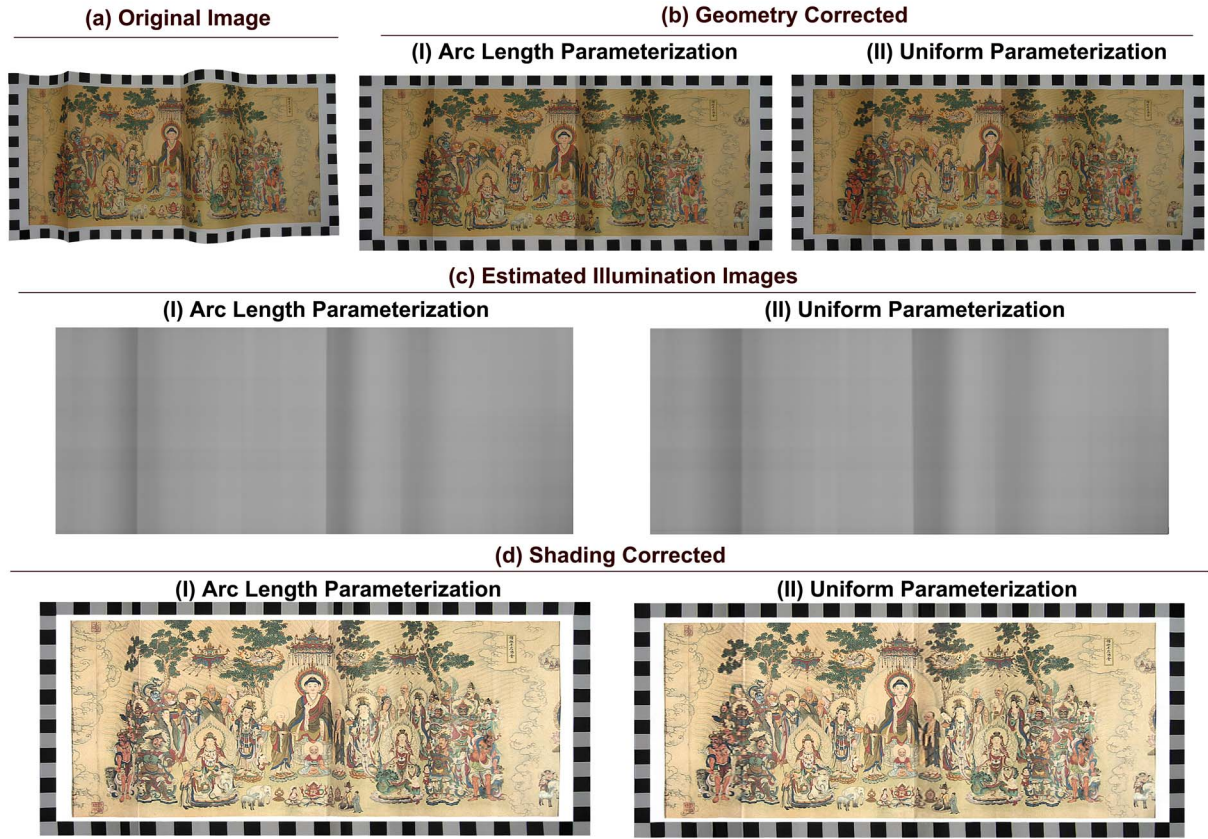 (a) Original Image
(b) Geometry Corrected
(I) Arc Length Parameterization
(II) Uniform Parameterization
(c) Estimated Illumination Images
(I) Arc Length Parameterization
(II) Uniform Parameterization
(d) Shading Corrected
(I) Arc Length Parameterization
(II) Uniform Parameterization